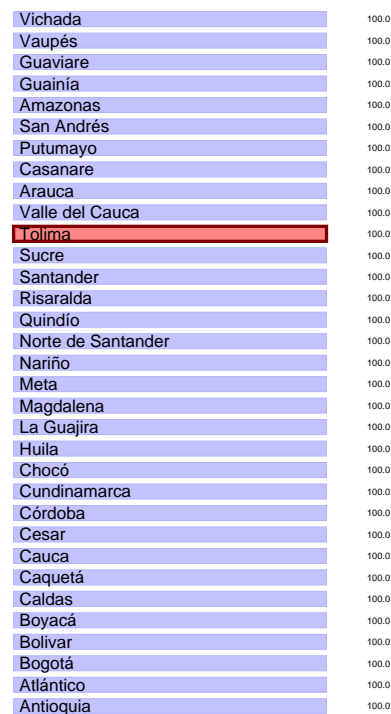 Vichada 100.0
Vaupés 100.0
Guaviare 100.0
Guainía 100.0
Amazonas 100.0
San Andrés 100.0
Putumayo 100.0
Casanare 100.0
Arauca 100.0
Valle del Cauca 100.0
Tolima 100.0
Sucre 100.0
Santander 100.0
Risaralda 100.0
Quindío 100.0
Norte de Santander 100.0
Nariño 100.0
Meta 100.0
Magdalena 100.0
La Guajira 100.0
Huila 100.0
Chocó 100.0
Cundinamarca 100.0
Córdoba 100.0
Cesar 100.0
Cauca 100.0
Caquetá 100.0
Caldas 100.0
Boyacá 100.0
Bolivar 100.0
Bogotá 100.0
Atlántico 100.0
Antioquia 100.0